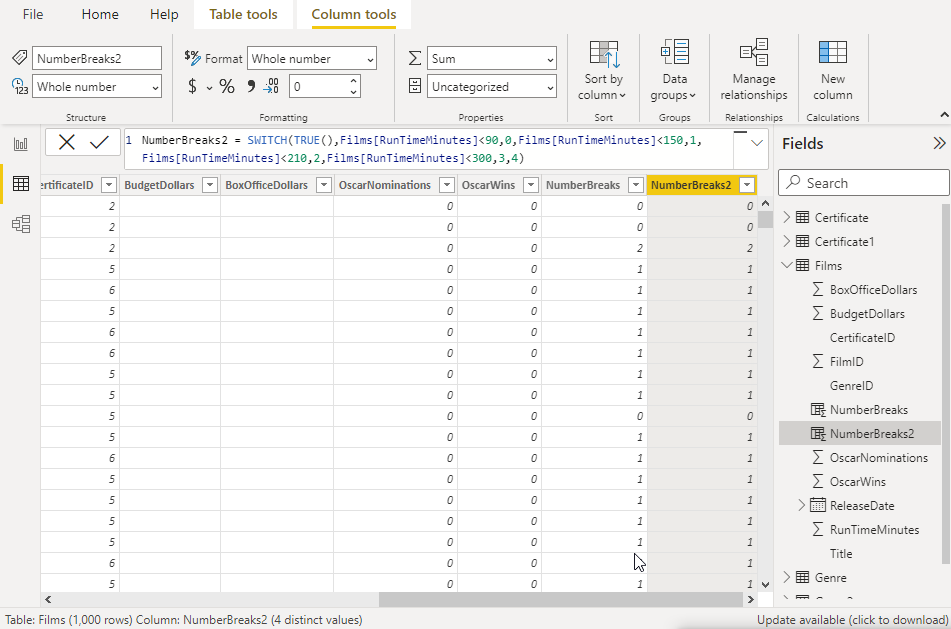 File Home Help Table tools Column tools
NumberBreaks2 $% Format Whole number Σ Sum
123 Whole number $ % 0 Uncategorized
Sort by column Data groups Manage relationships New column
Structure Formatting Properties Sort Groups Relationships Calculations
1 NumberBreaks2 = SWITCH(TRUE(),Films[RunTimeMinutes]<90,0,Films[RunTimeMinutes]<150,1,
Films[RunTimeMinutes]<210,2,Films[RunTimeMinutes]<300,3,4)
ertificateID BudgetDollars BoxOfficeDollars OscarNominations OscarWins NumberBreaks NumberBreaks2
2 0 0 0 0
2 0 0 0 0
2 0 0 2 2
5 0 0 1 1
6 0 0 1 1
5 0 0 1 1
6 0 0 1 1
6 0 0 1 1
5 0 0 1 1
5 0 0 1 1
5 0 0 0 0
5 0 0 1 1
6 0 0 1 1
5 0 0 1 1
5 0 0 1 1
5 0 0 1 1
5 0 0 1 1
6 0 0 1 1
5 0 0 1 1
Fields
Search
Certificate
Certificate1
Films
Σ BoxOfficeDollars
Σ BudgetDollars
CertificateID
Σ FilmID
GenreID
NumberBreaks
NumberBreaks2
Σ OscarNominations
Σ OscarWins
ReleaseDate
Σ RunTimeMinutes
Title
Genre
Table: Films (1,000 rows) Column: NumberBreaks2 (4 distinct values) Update available (click to download)